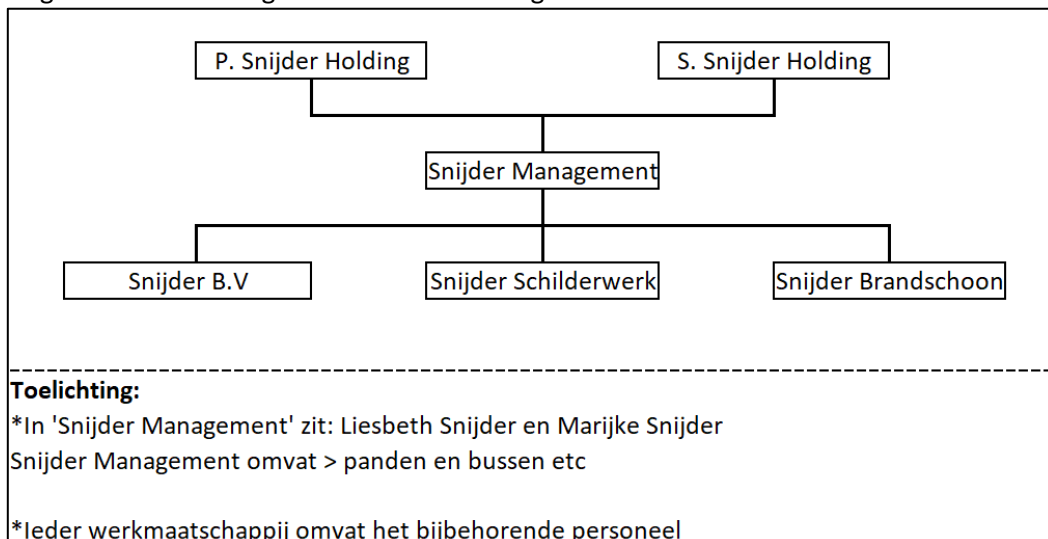 P. Snijder Holding
S. Snijder Holding
Snijder Management
Snijder B.V
Snijder Schilderwerk
Snijder Brandschoon
Toelichting:
*In 'Snijder Management' zit: Liesbeth Snijder en Marijke Snijder
Snijder Management omvat > panden en bussen etc
*Ieder werkmaatschappij omvat het bijbehorende personeel